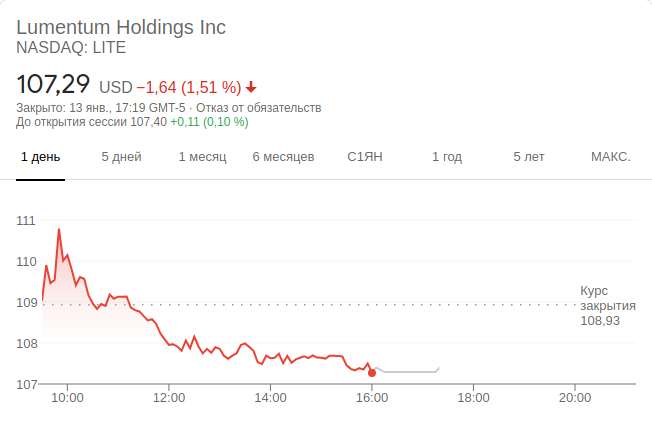 Lumentum Holdings Inc
NASDAQ: LITE
107,29 USD −1,64 (1,51 %)
Закрыто: 13 янв., 17:19 GMT-5 · Отказ от обязательств
До открытия сессии 107,40 +0,11 (0,10 %)
1 день 5 дней 1 месяц 6 месяцев С1ЯН 1 год 5 лет МАКС.
111
110
109
108
107
Курс
закрытия
108,93
10:00 12:00 14:00 16:00 18:00 20:00